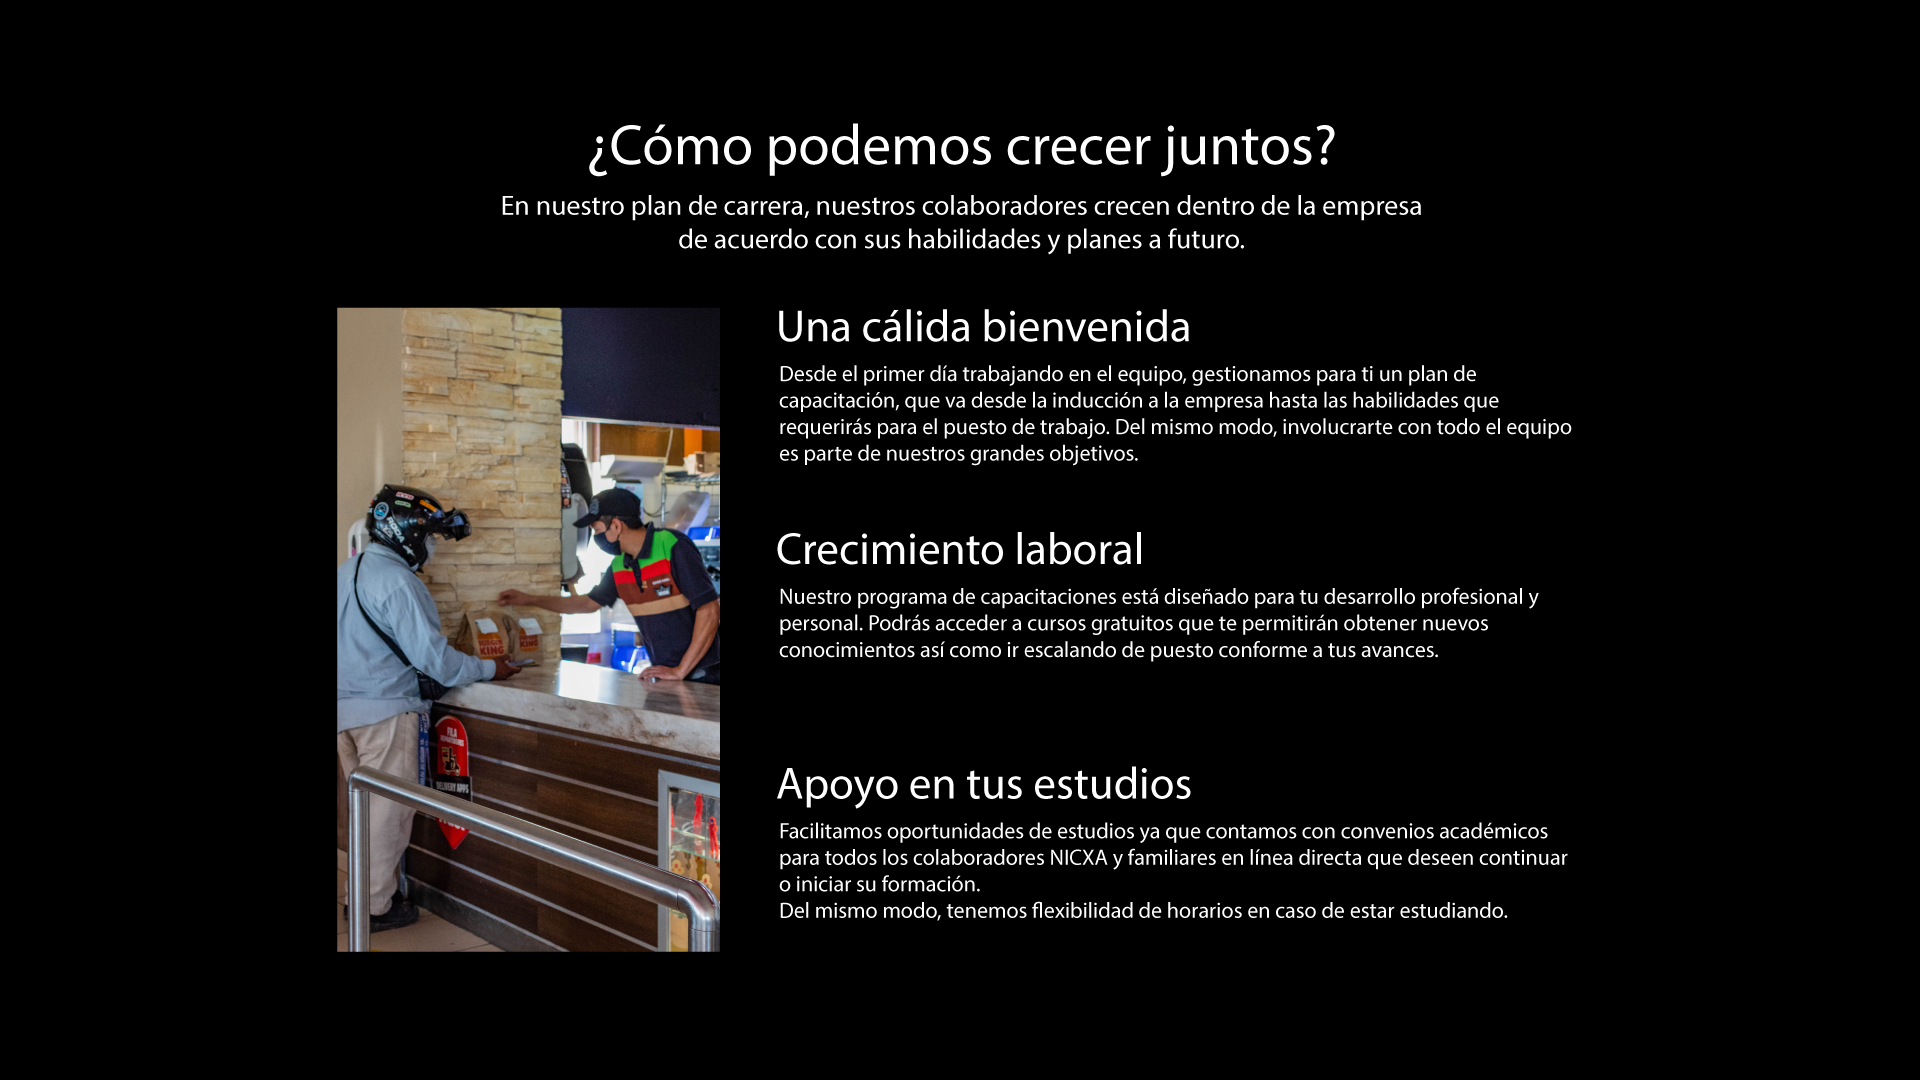 ¿Cómo podemos crecer juntos?
En nuestro plan de carrera, nuestros colaboradores crecen dentro de la empresa
de acuerdo con sus habilidades y planes a futuro.
Una cálida bienvenida
Desde el primer día trabajando en el equipo, gestionamos para ti un plan de
capacitación, que va desde la inducción a la empresa hasta las habilidades que
requerirás para el puesto de trabajo. Del mismo modo, involucrarte con todo el equipo
es parte de nuestros grandes objetivos.
Crecimiento laboral
Nuestro programa de capacitaciones está diseñado para tu desarrollo profesional y
personal. Podrás acceder a cursos gratuitos que te permitirán obtener nuevos
conocimientos así como ir escalando de puesto conforme a tus avances.
Apoyo en tus estudios
Facilitamos oportunidades de estudios ya que contamos con convenios académicos
para todos los colaboradores NICXA y familiares en línea directa que deseen continuar
o iniciar su formación.
Del mismo modo, tenemos flexibilidad de horarios en caso de estar estudiando.
BURGER
KING
KING
FILA
DELIVERY APPS